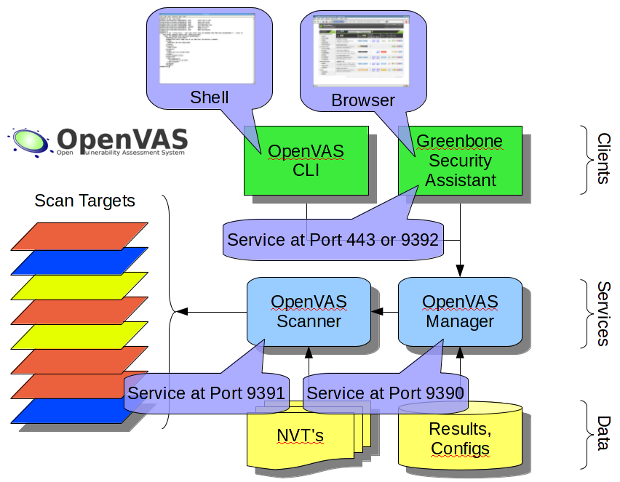 Shell
Browser
OpenVAS
Open Vulnerability Assessment System
OpenVAS
CLI
Greenbone
Security
Assistant
Clients
Scan Targets
Service at Port 443 or 9392
OpenVAS
Scanner
OpenVAS
Manager
Services
Service at Port 9391
Service at Port 9390
NVT's
Results,
Configs
Data